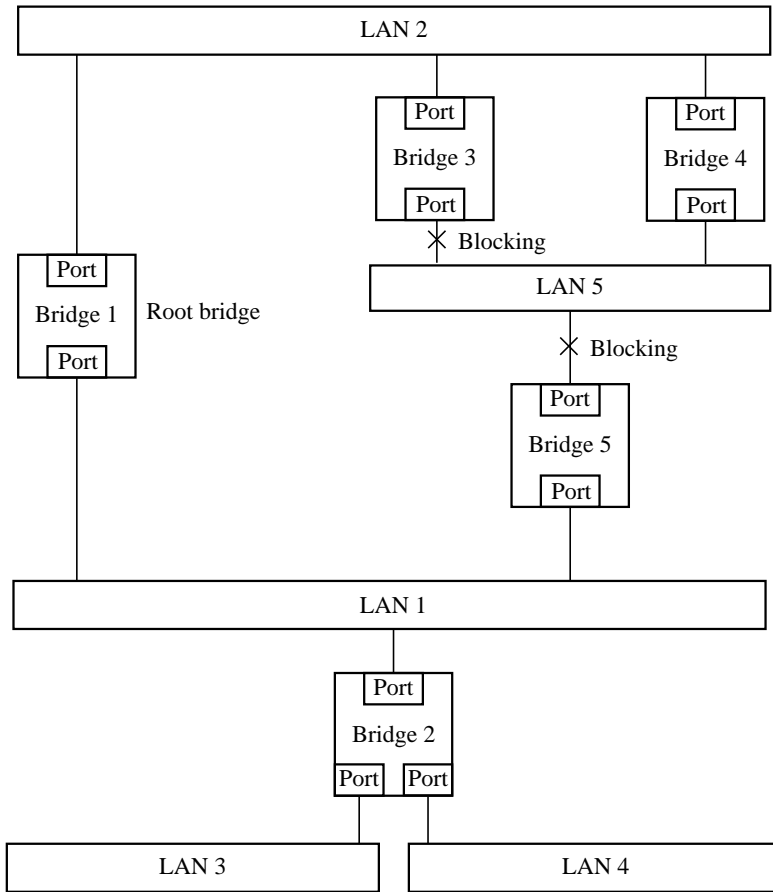 LAN 2
Port
Port
Bridge 3
Bridge 4
Port
Port
Blocking
Port
LAN 5
Bridge 1
Root bridge
Blocking
Port
Port
Bridge 5
Port
LAN 1
Port
Bridge 2
Port
Port
LAN 3
LAN 4